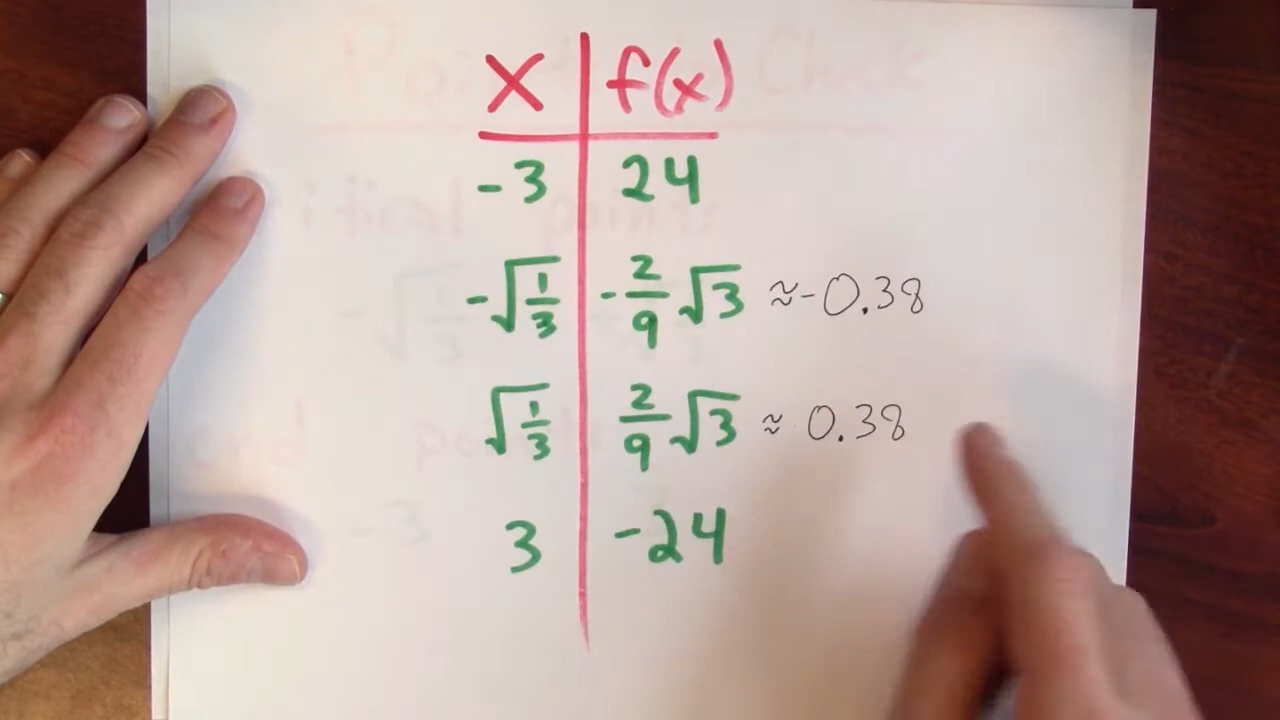 x f(x)
-3 24
-√1/3 -2/9 √3 ≈ -0.38
√1/3 2/9 √3 ≈ 0.38
3 -24